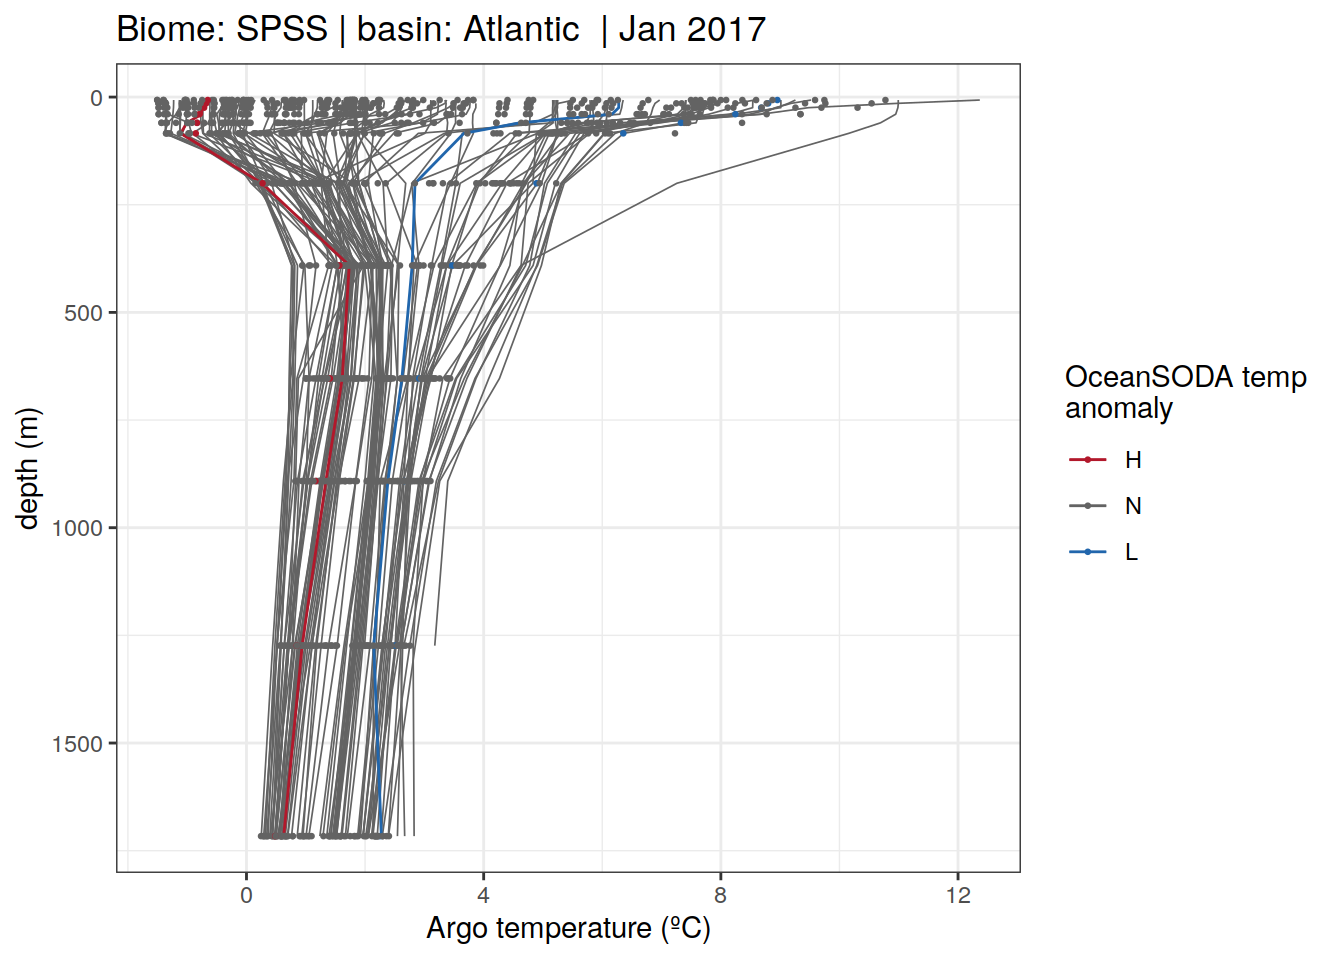 Biome: SPSS | basin: Atlantic  | Jan 2017
0
500
1000
1500
depth (m)
0
4
8
12
Argo temperature (ºC)
OceanSODA temp
anomaly
H
N
L